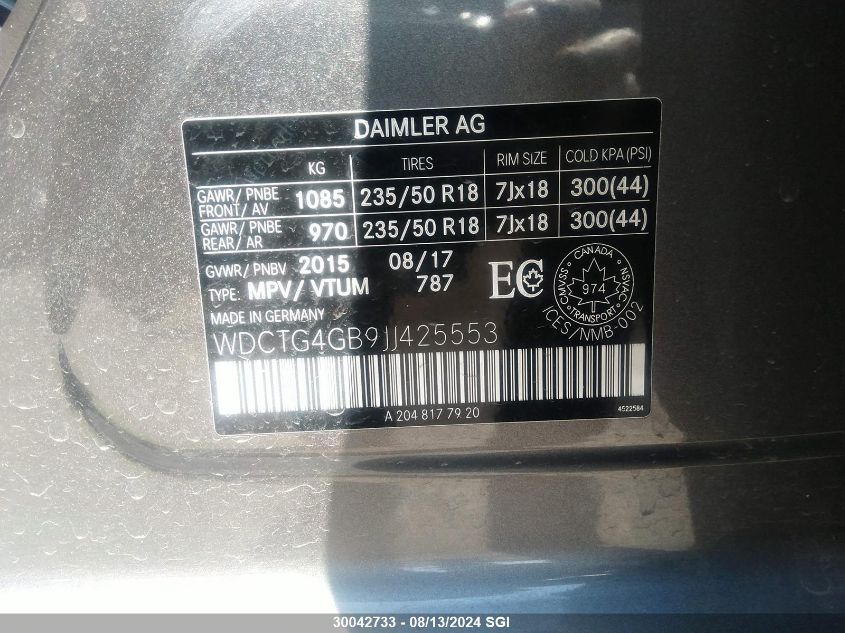 DAIMLER AG
KG TIRES RIM SIZE COLD KPA (PSI)
GAWR/ PNBE FRONT/ AV 1085 235/50 R18 7Jx18 300(44)
GAWR/ PNBE REAR/ AR 970 235/50 R18 7Jx18 300(44)
GVWR/ PNBV 2015 08/17
TYPE: MPV/ VTUM 787
EC
CANADA
CMVSS 974 NSVAC
TRANSPORT
ICES/NMB-002
MADE IN GERMANY
WDCTG4GB9JJ425553
A 204 817 79 20
4522584
30042733 - 08/13/2024 SGI